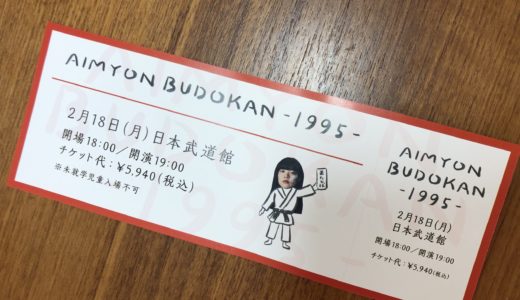 AIMYON BUDOKAN -1995-
2月18日(月)日本武道館
開場18:00／開演19:00
チケット代：¥5,940(税込)
※未就学児童入場不可
AIMYON
BUDOKAN
-1995-
2月18日(月)
日本武道館
開場18:00／開演19:00
チケット代：¥5,940(税込)